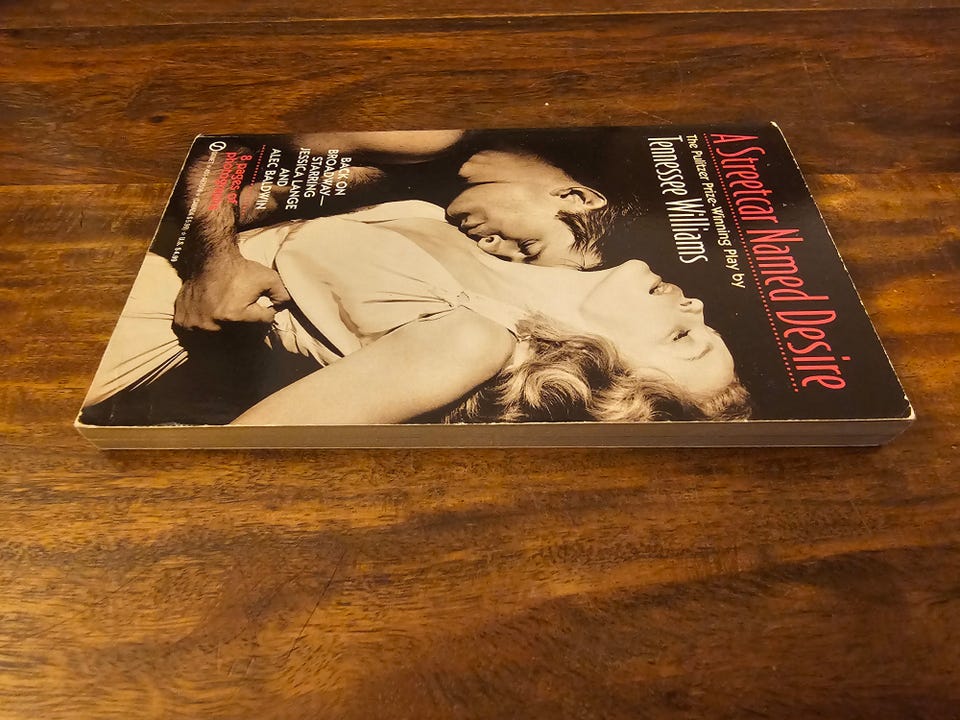 A Streetcar Named Desire
The Pulitzer Prize-Winning Play by
Tennessee Williams
BACK ON
BROADWAY—
STARRING
JESSICA LANGE
AND
ALEC BALDWIN
8 pages of
photographs